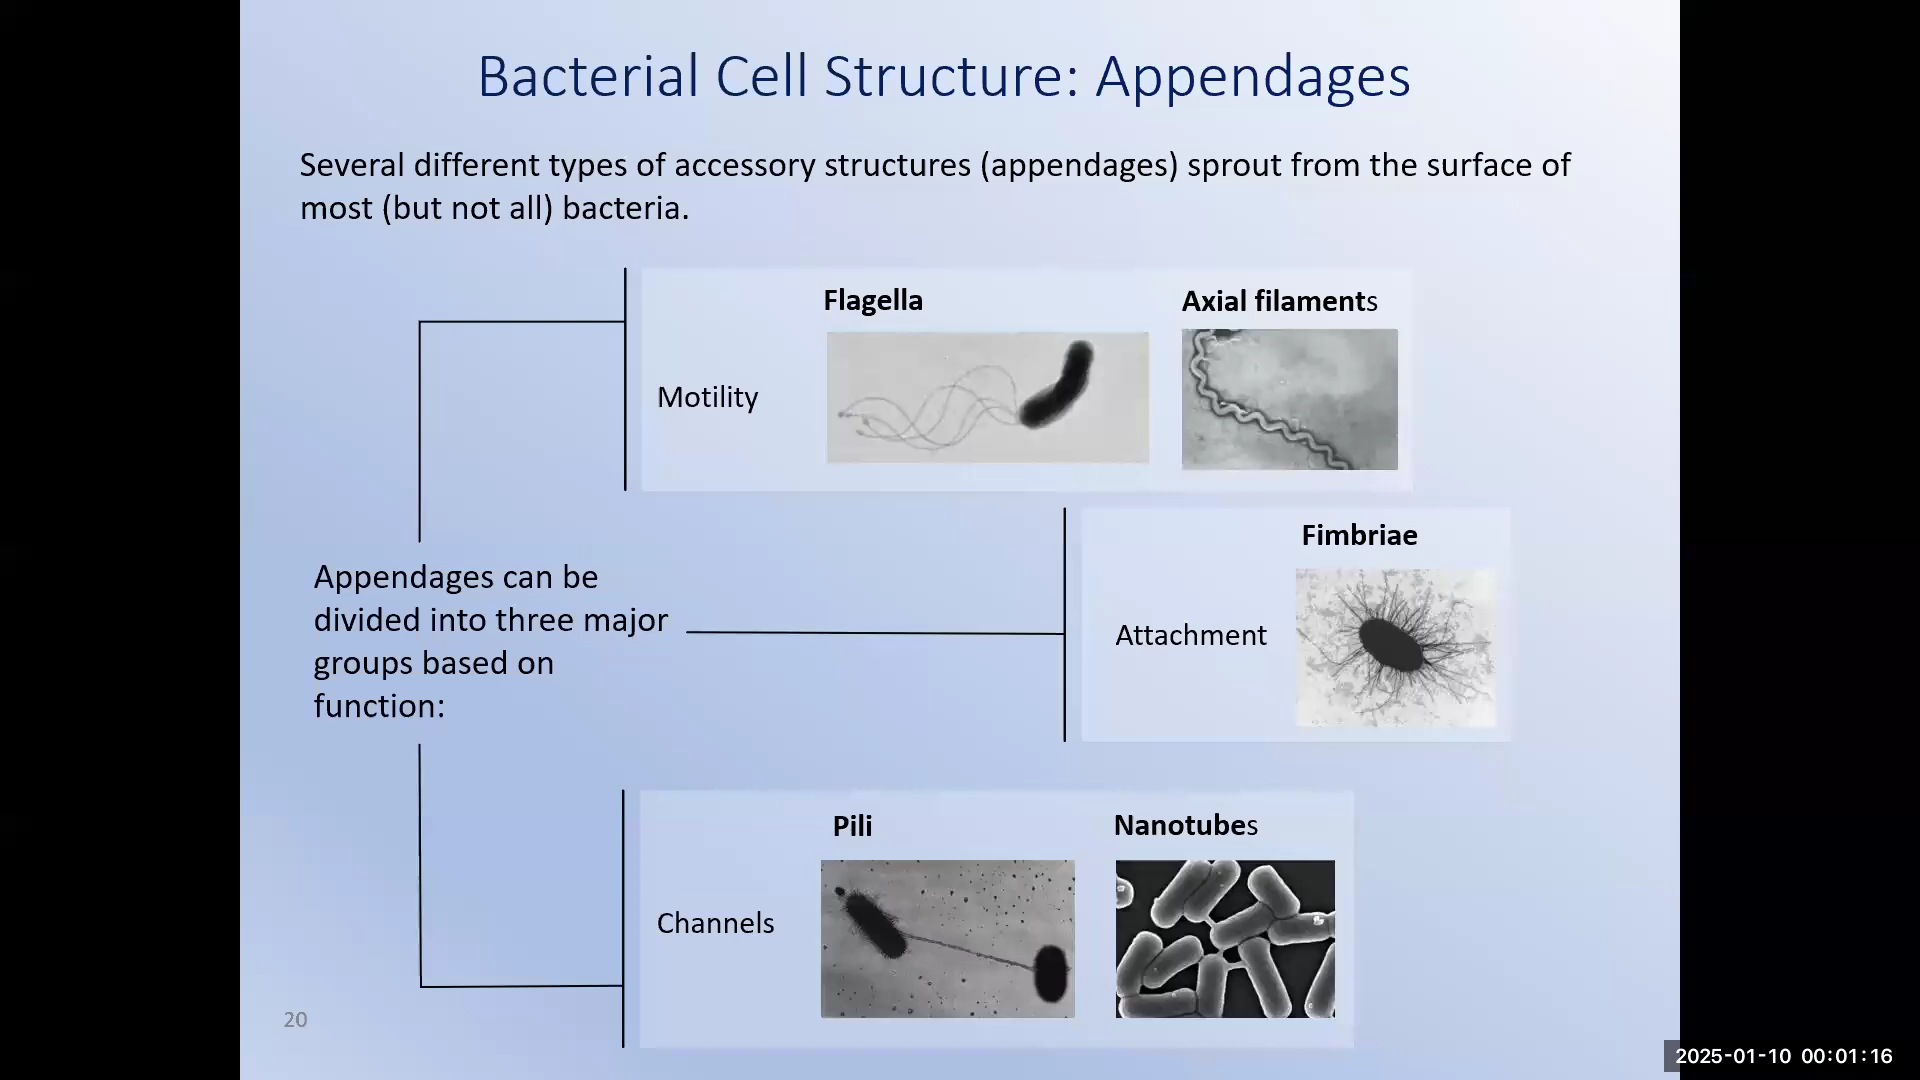 Bacterial Cell Structure: Appendages
Several different types of accessory structures (appendages) sprout from the surface of
most (but not all) bacteria.
Flagella
Axial filaments
Motility
Fimbriae
Appendages can be
divided into three major
groups based on
function:
Attachment
Pili
Nanotubes
Channels
20
2025-01-10 00:01:16